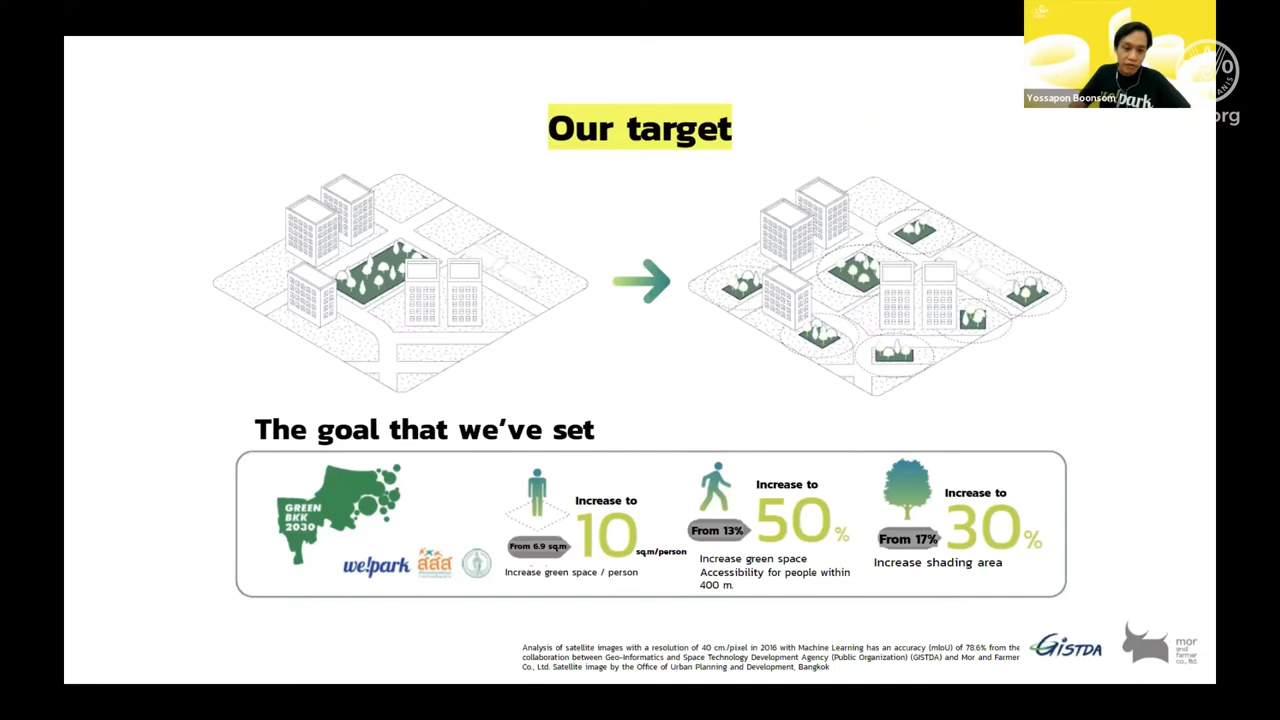 Our target
Yossapon Boonsom
we!park
.org
The goal that we've set
GREEN
BKK
2030
we!park
สสส
From 6.9 sq.m
Increase to
10
sq.m/person
Increase green space / person
From 13%
Increase to
50%
Increase green space
Accessibility for people within
400 m.
From 17%
Increase to
30%
Increase shading area
Analysis of satellite images with a resolution of 40 cm./pixel in 2016 with Machine Learning has an accuracy (mIoU) of 78.6% from the
collaboration between Geo-Informatics and Space Technology Development Agency (Public Organization) (GISTDA) and Mor and Farmer
Co., Ltd. Satellite image by the Office of Urban Planning and Development, Bangkok
GISTDA
mor
and
farmer
co., ltd.